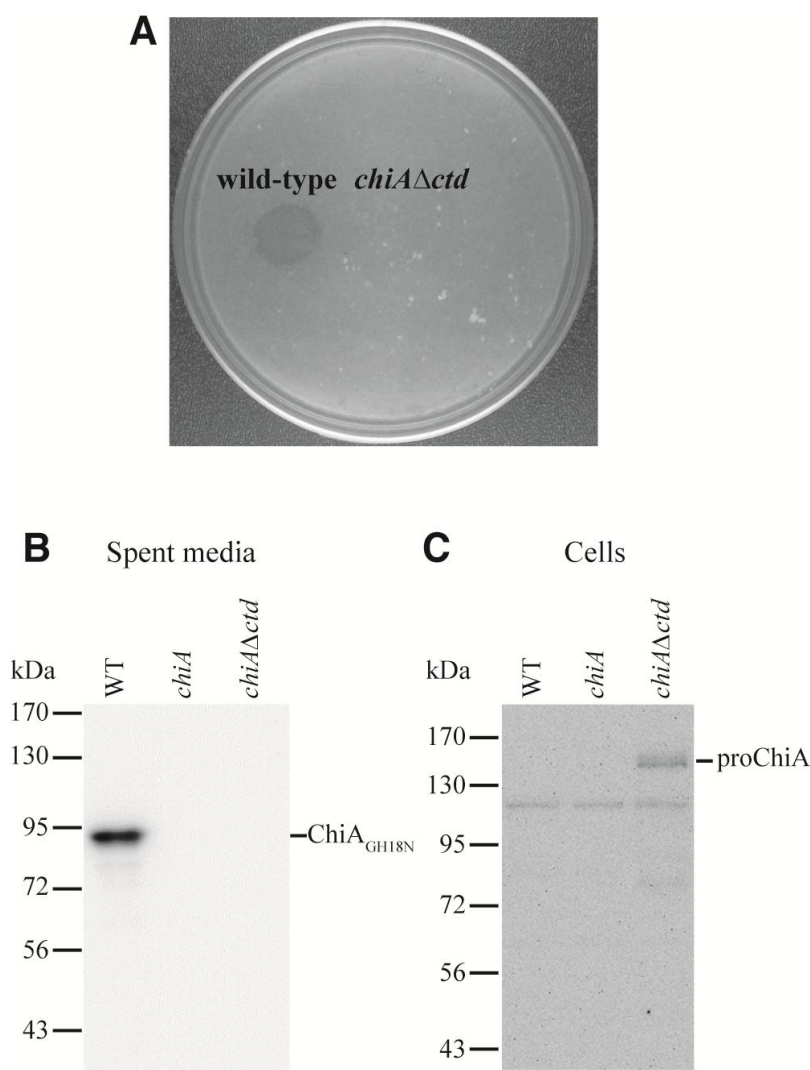 A
wild-type chiAΔctd
B Spent media
kDa
WT
chiA
chiAΔctd
170
130
95
72
56
43
ChiA_GH18N
C Cells
kDa
WT
chiA
chiAΔctd
170
130
95
72
56
43
proChiA